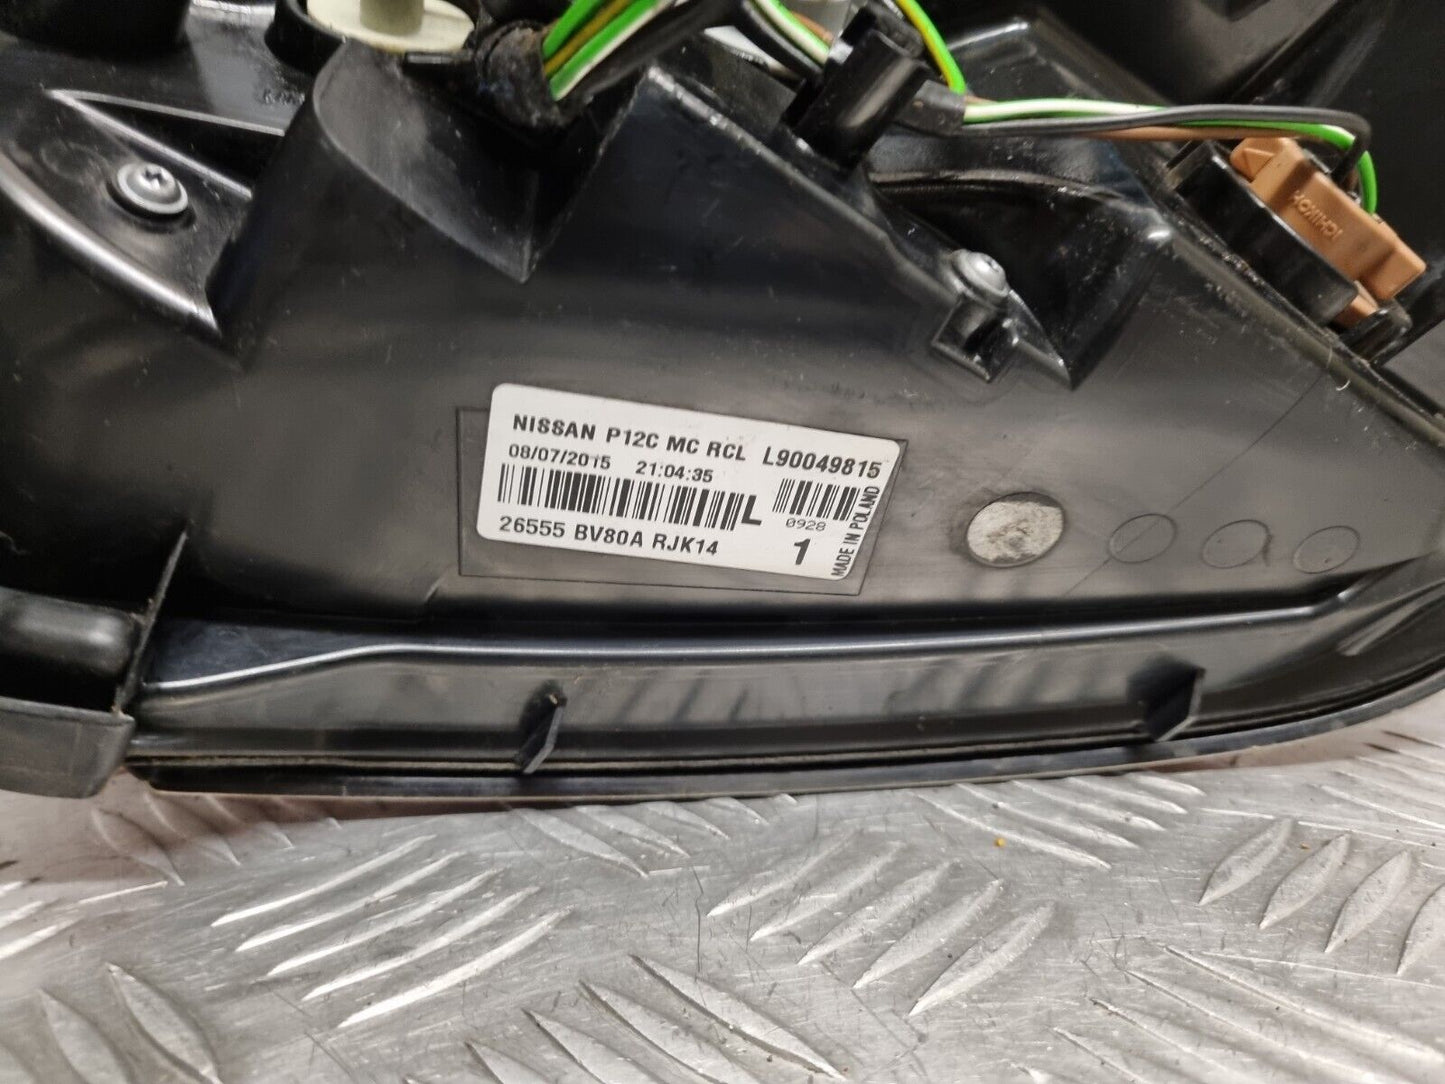 NISSAN P12C MC RCL L90049815
08/07/2015 21:04:35
L
0928
26555 BV80A RJK14
1
MADE IN POLAND
ICHIKOH